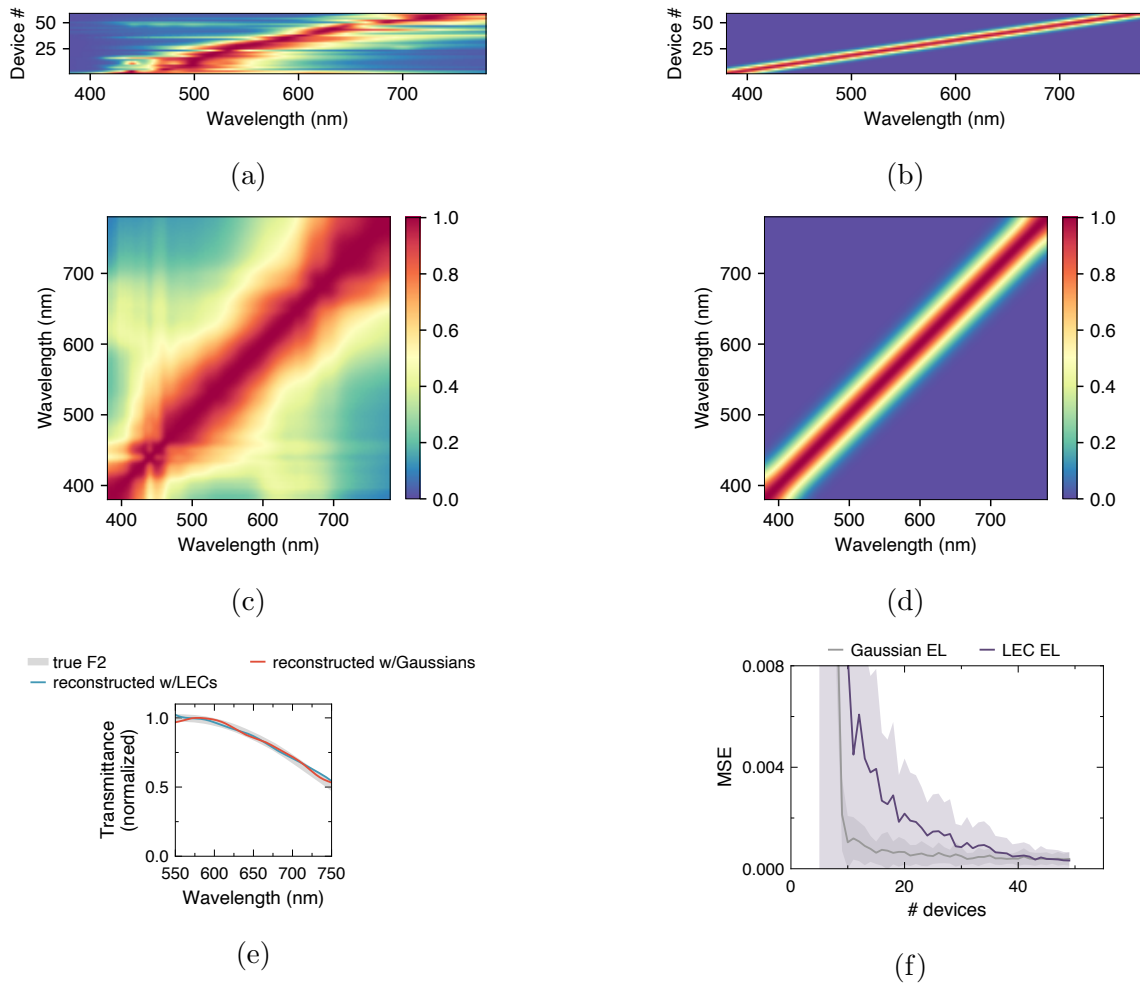 Device #
50
25
400 500 600 700
Wavelength (nm)
(a)
Device #
50
25
400 500 600 700
Wavelength (nm)
(b)
Wavelength (nm)
700
600
500
400
400 500 600 700
Wavelength (nm)
1.0
0.8
0.6
0.4
0.2
0.0
(c)
Wavelength (nm)
700
600
500
400
400 500 600 700
Wavelength (nm)
1.0
0.8
0.6
0.4
0.2
0.0
(d)
true F2
reconstructed w/Gaussians
reconstructed w/LECs
Transmittance
(normalized)
1.0
0.5
0.0
550 600 650 700 750
Wavelength (nm)
(e)
Gaussian EL
LEC EL
MSE
0.008
0.004
0.000
0 20 40
# devices
(f)